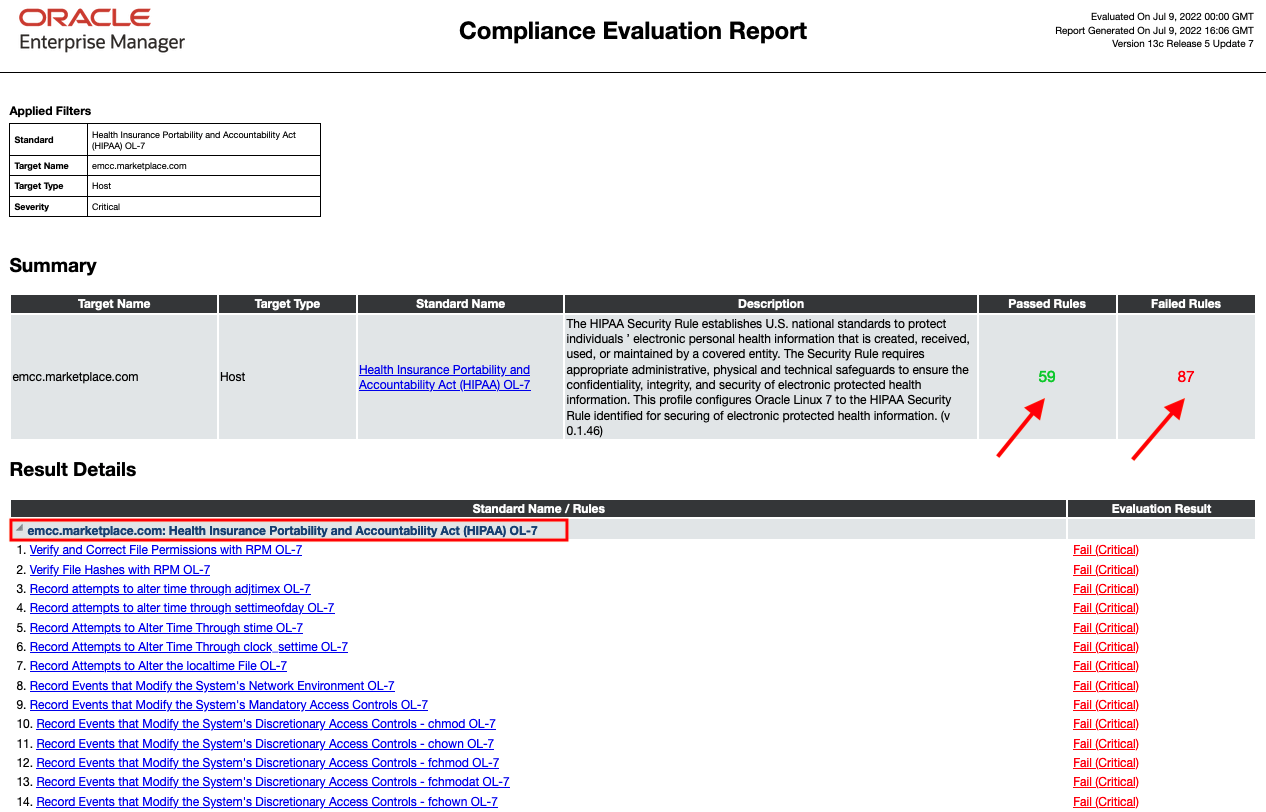 ORACLE
Enterprise Manager
Compliance Evaluation Report
Evaluated On Jul 9, 2022 00:00 GMT
Report Generated On Jul 9, 2022 16:06 GMT
Version 13c Release 5 Update 7
Applied Filters
Standard
Health Insurance Portability and Accountability Act
(HIPAA) OL-7
Target Name
emcc.marketplace.com
Target Type
Host
Severity
Critical
Summary
Target Name
Target Type
Standard Name
Description
Passed Rules
Failed Rules
emcc.marketplace.com
Host
Health Insurance Portability and
Accountability Act (HIPAA) OL-7
The HIPAA Security Rule establishes U.S. national standards to protect
individuals ’ electronic personal health information that is created, received,
used, or maintained by a covered entity. The Security Rule requires
appropriate administrative, physical and technical safeguards to ensure the
confidentiality, integrity, and security of electronic protected health
information. This profile configures Oracle Linux 7 to the HIPAA Security
Rule identified for securing of electronic protected health information. (v
0.1.46)
59
87
Result Details
Standard Name / Rules
Evaluation Result
emcc.marketplace.com: Health Insurance Portability and Accountability Act (HIPAA) OL-7
1. Verify and Correct File Permissions with RPM OL-7 Fail (Critical)
2. Verify File Hashes with RPM OL-7 Fail (Critical)
3. Record attempts to alter time through adjtimex OL-7 Fail (Critical)
4. Record attempts to alter time through settimeofday OL-7 Fail (Critical)
5. Record Attempts to Alter Time Through stime OL-7 Fail (Critical)
6. Record Attempts to Alter Time Through clock_settime OL-7 Fail (Critical)
7. Record Attempts to Alter the localtime File OL-7 Fail (Critical)
8. Record Events that Modify the System's Network Environment OL-7 Fail (Critical)
9. Record Events that Modify the System's Mandatory Access Controls OL-7 Fail (Critical)
10. Record Events that Modify the System's Discretionary Access Controls - chmod OL-7 Fail (Critical)
11. Record Events that Modify the System's Discretionary Access Controls - chown OL-7 Fail (Critical)
12. Record Events that Modify the System's Discretionary Access Controls - fchmod OL-7 Fail (Critical)
13. Record Events that Modify the System's Discretionary Access Controls - fchmodat OL-7 Fail (Critical)
14. Record Events that Modify the System's Discretionary Access Controls - fchown OL-7 Fail (Critical)